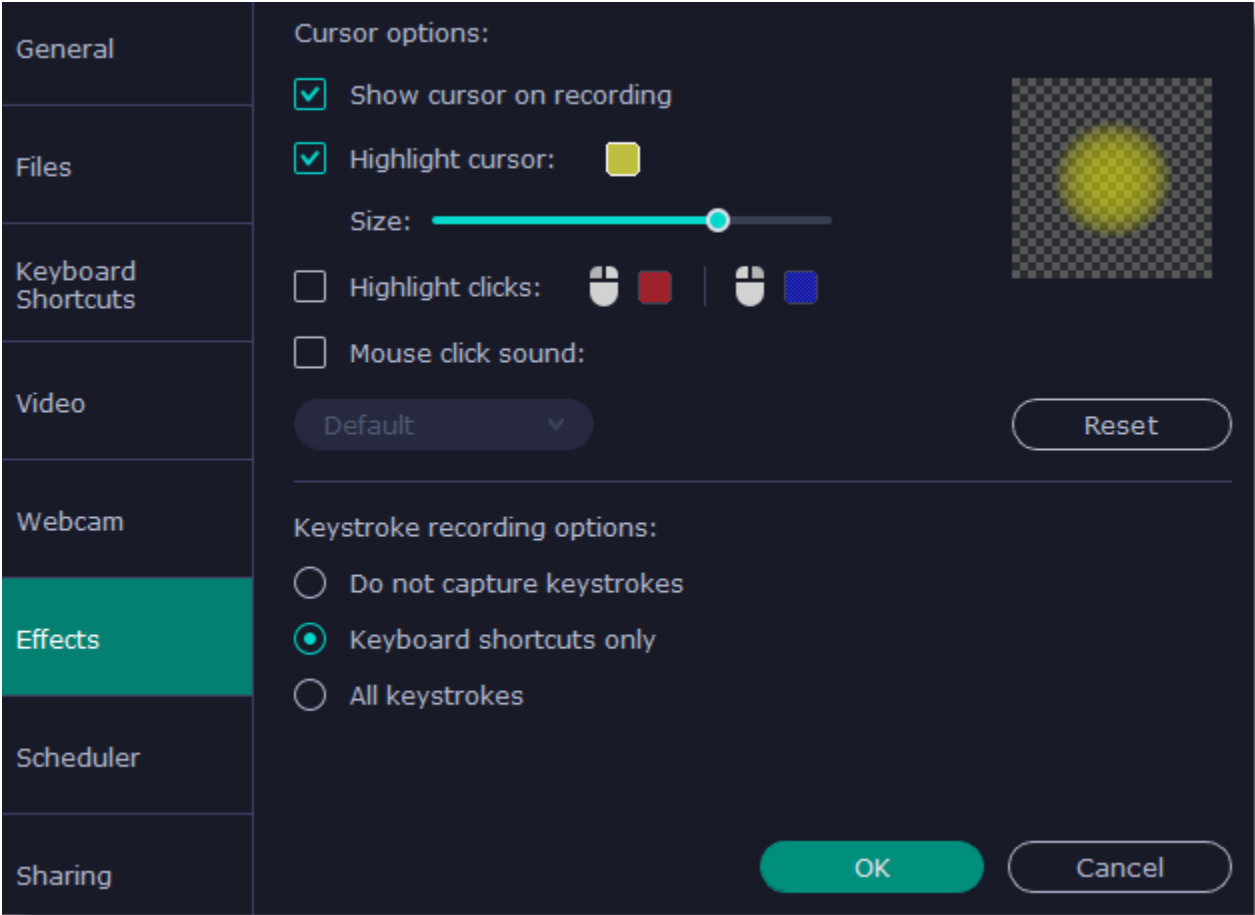 General
Files
Keyboard
Shortcuts
Video
Webcam
Effects
Scheduler
Sharing
Cursor options:
Show cursor on recording
Highlight cursor:
Size:
Highlight clicks:
Mouse click sound:
Default
Reset
Keystroke recording options:
Do not capture keystrokes
Keyboard shortcuts only
All keystrokes
OK
Cancel